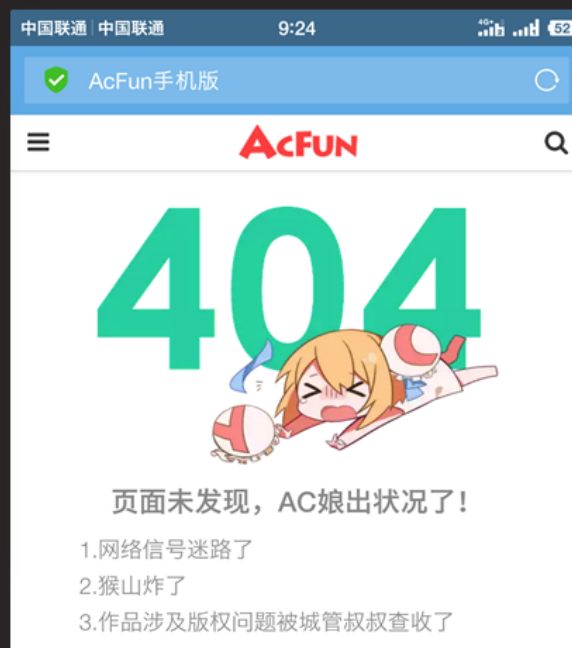 中国联通 中国联通 9:24 4G 52
AcFun手机版
ACFUN
404
页面未发现，AC娘出状况了！
1.网络信号迷路了
2.猴山炸了
3.作品涉及版权问题被城管叔叔查收了